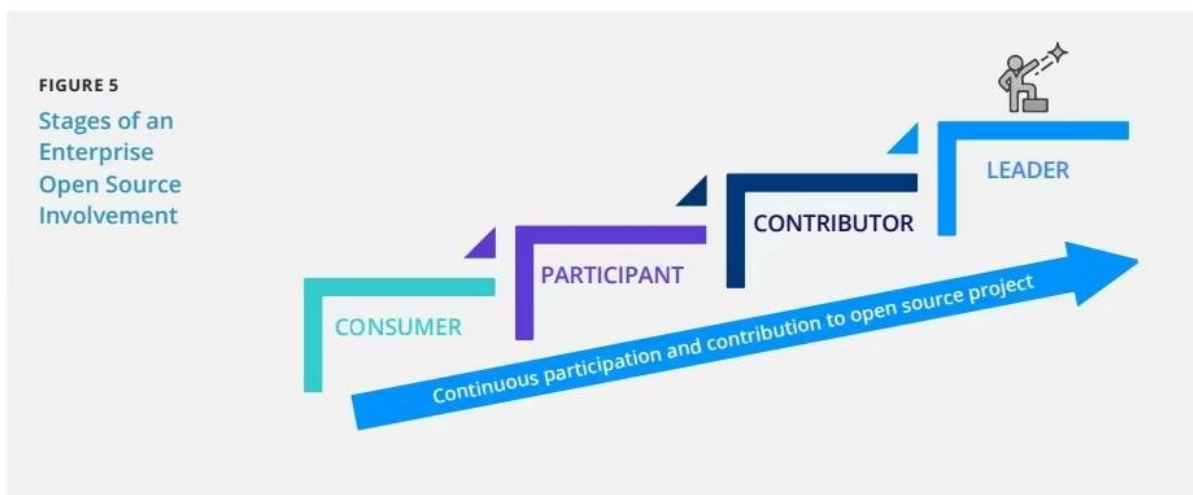 FIGURE 5
Stages of an
Enterprise
Open Source
Involvement
LEADER
CONTRIBUTOR
PARTICIPANT
CONSUMER
Continuous participation and contribution to open source project